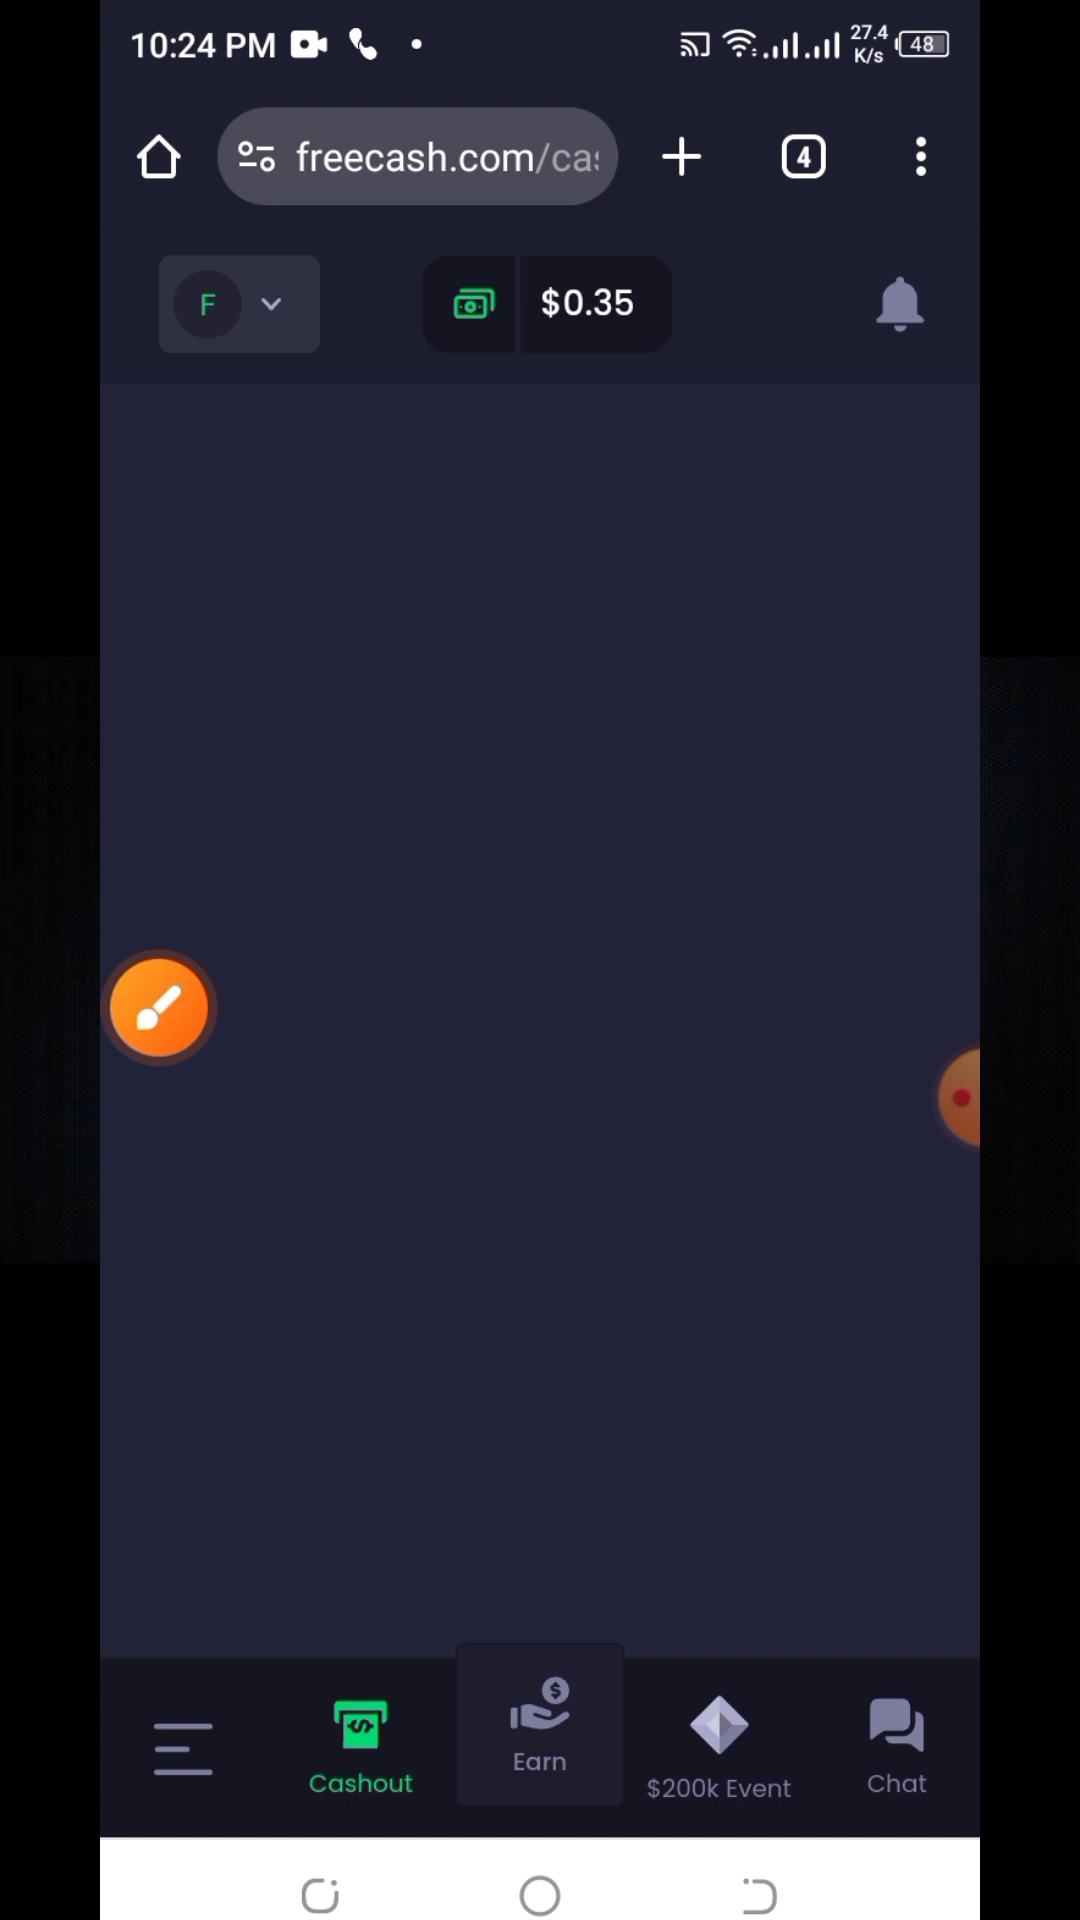 10:24 PM
27.4
K/s
48
freecash.com/cas
4
F
$0.35
Cashout
Earn
$200k Event
Chat